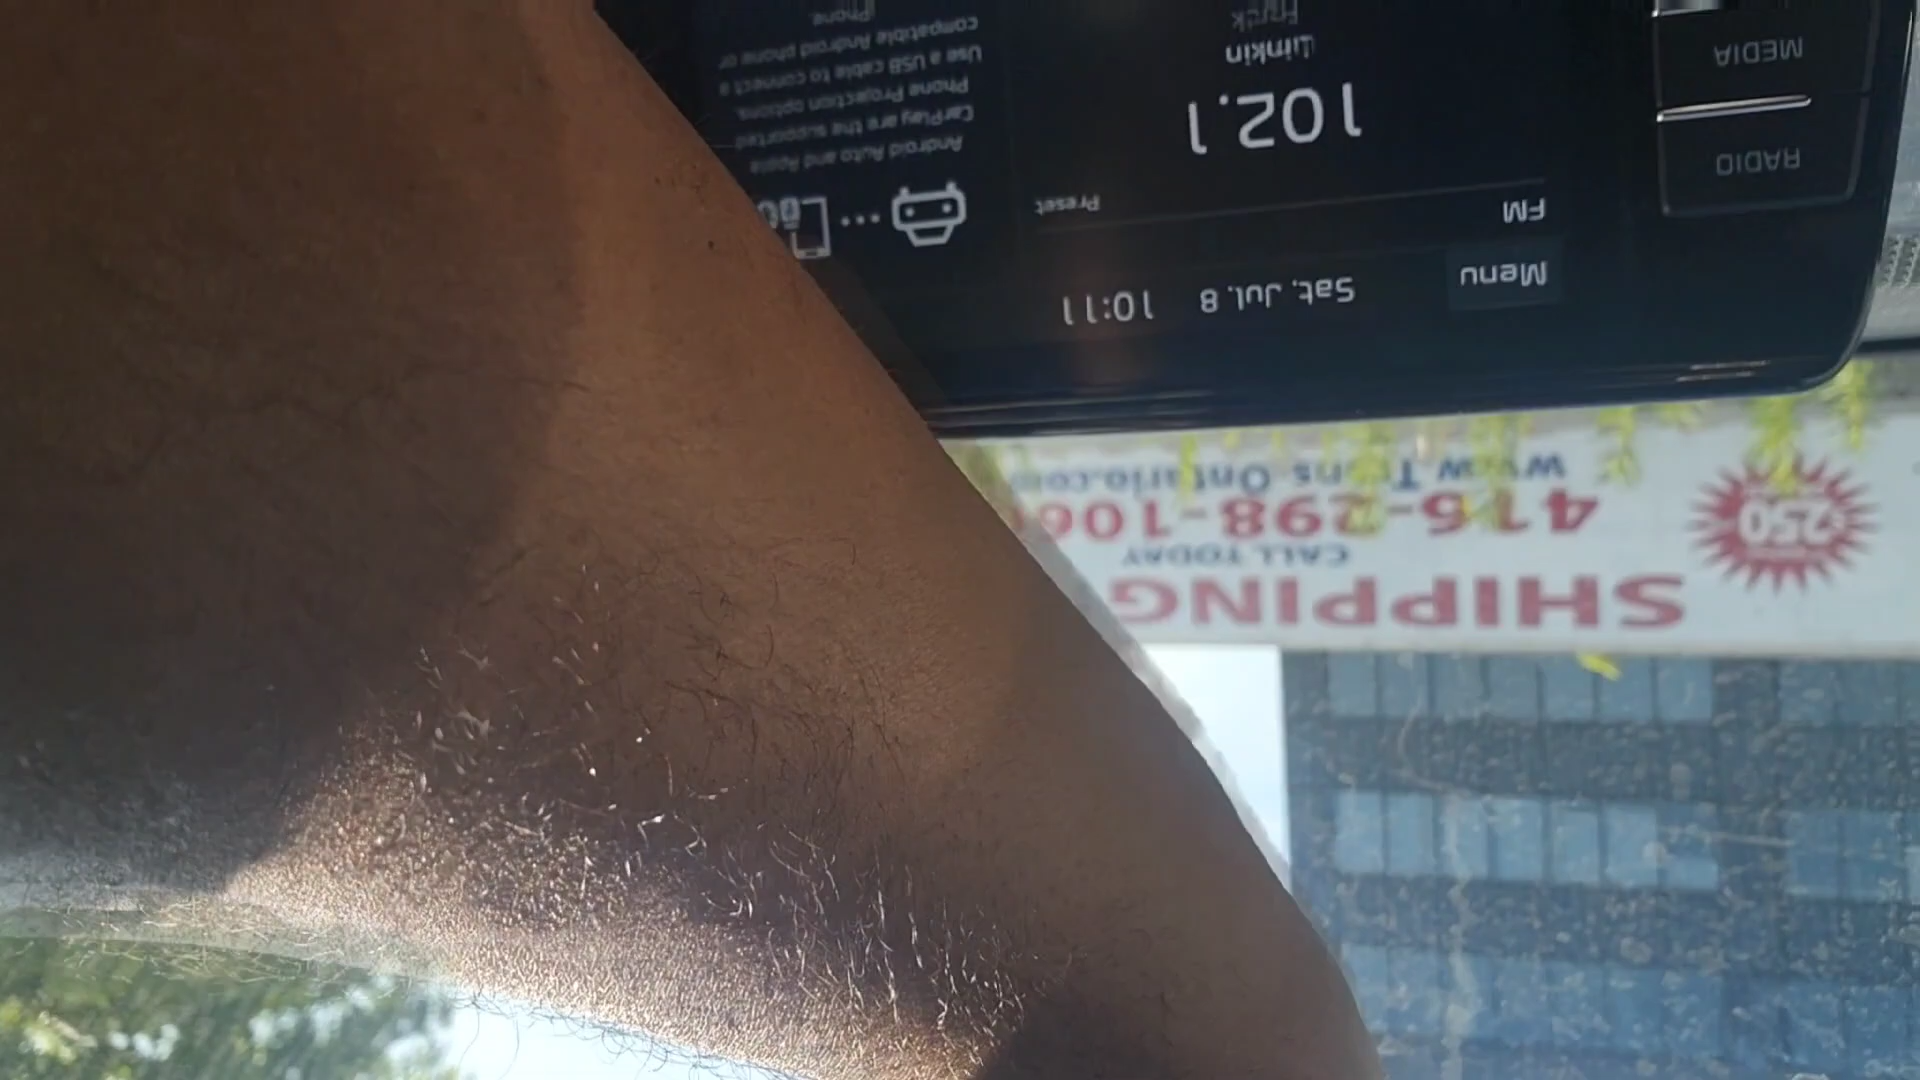 SHIPPING
CALL TODAY
416-298-106
www.Trans Ontario.com
$250
Menu
Sat, Jul. 8 10:11
FM
Preset
102.1
Linkin
RADIO
MEDIA
Android Auto and Apple
CarPlay are the supported
Phone Projection options.
Use a USB cable to connect a
compatible Android phone or
iPhone.